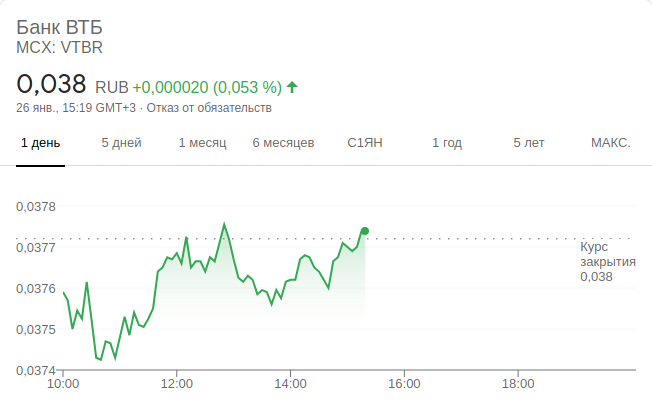 Банк ВТБ
MCX: VTBR
0,038 RUB +0,000020 (0,053 %)
26 янв., 15:19 GMT+3 · Отказ от обязательств
1 день 5 дней 1 месяц 6 месяцев С1ЯН 1 год 5 лет МАКС.
0,0378
0,0377
0,0376
0,0375
0,0374
Курс
закрытия
0,038
10:00 12:00 14:00 16:00 18:00